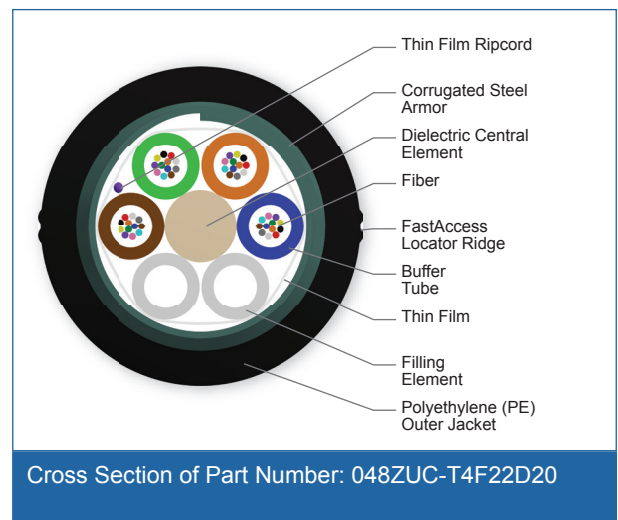 Thin Film Ripcord
Corrugated Steel
Armor
Dielectric Central
Element
Fiber
FastAccess
Locator Ridge
Buffer
Tube
Thin Film
Filling
Element
Polyethylene (PE)
Outer Jacket
Cross Section of Part Number: 048ZUC-T4F22D20